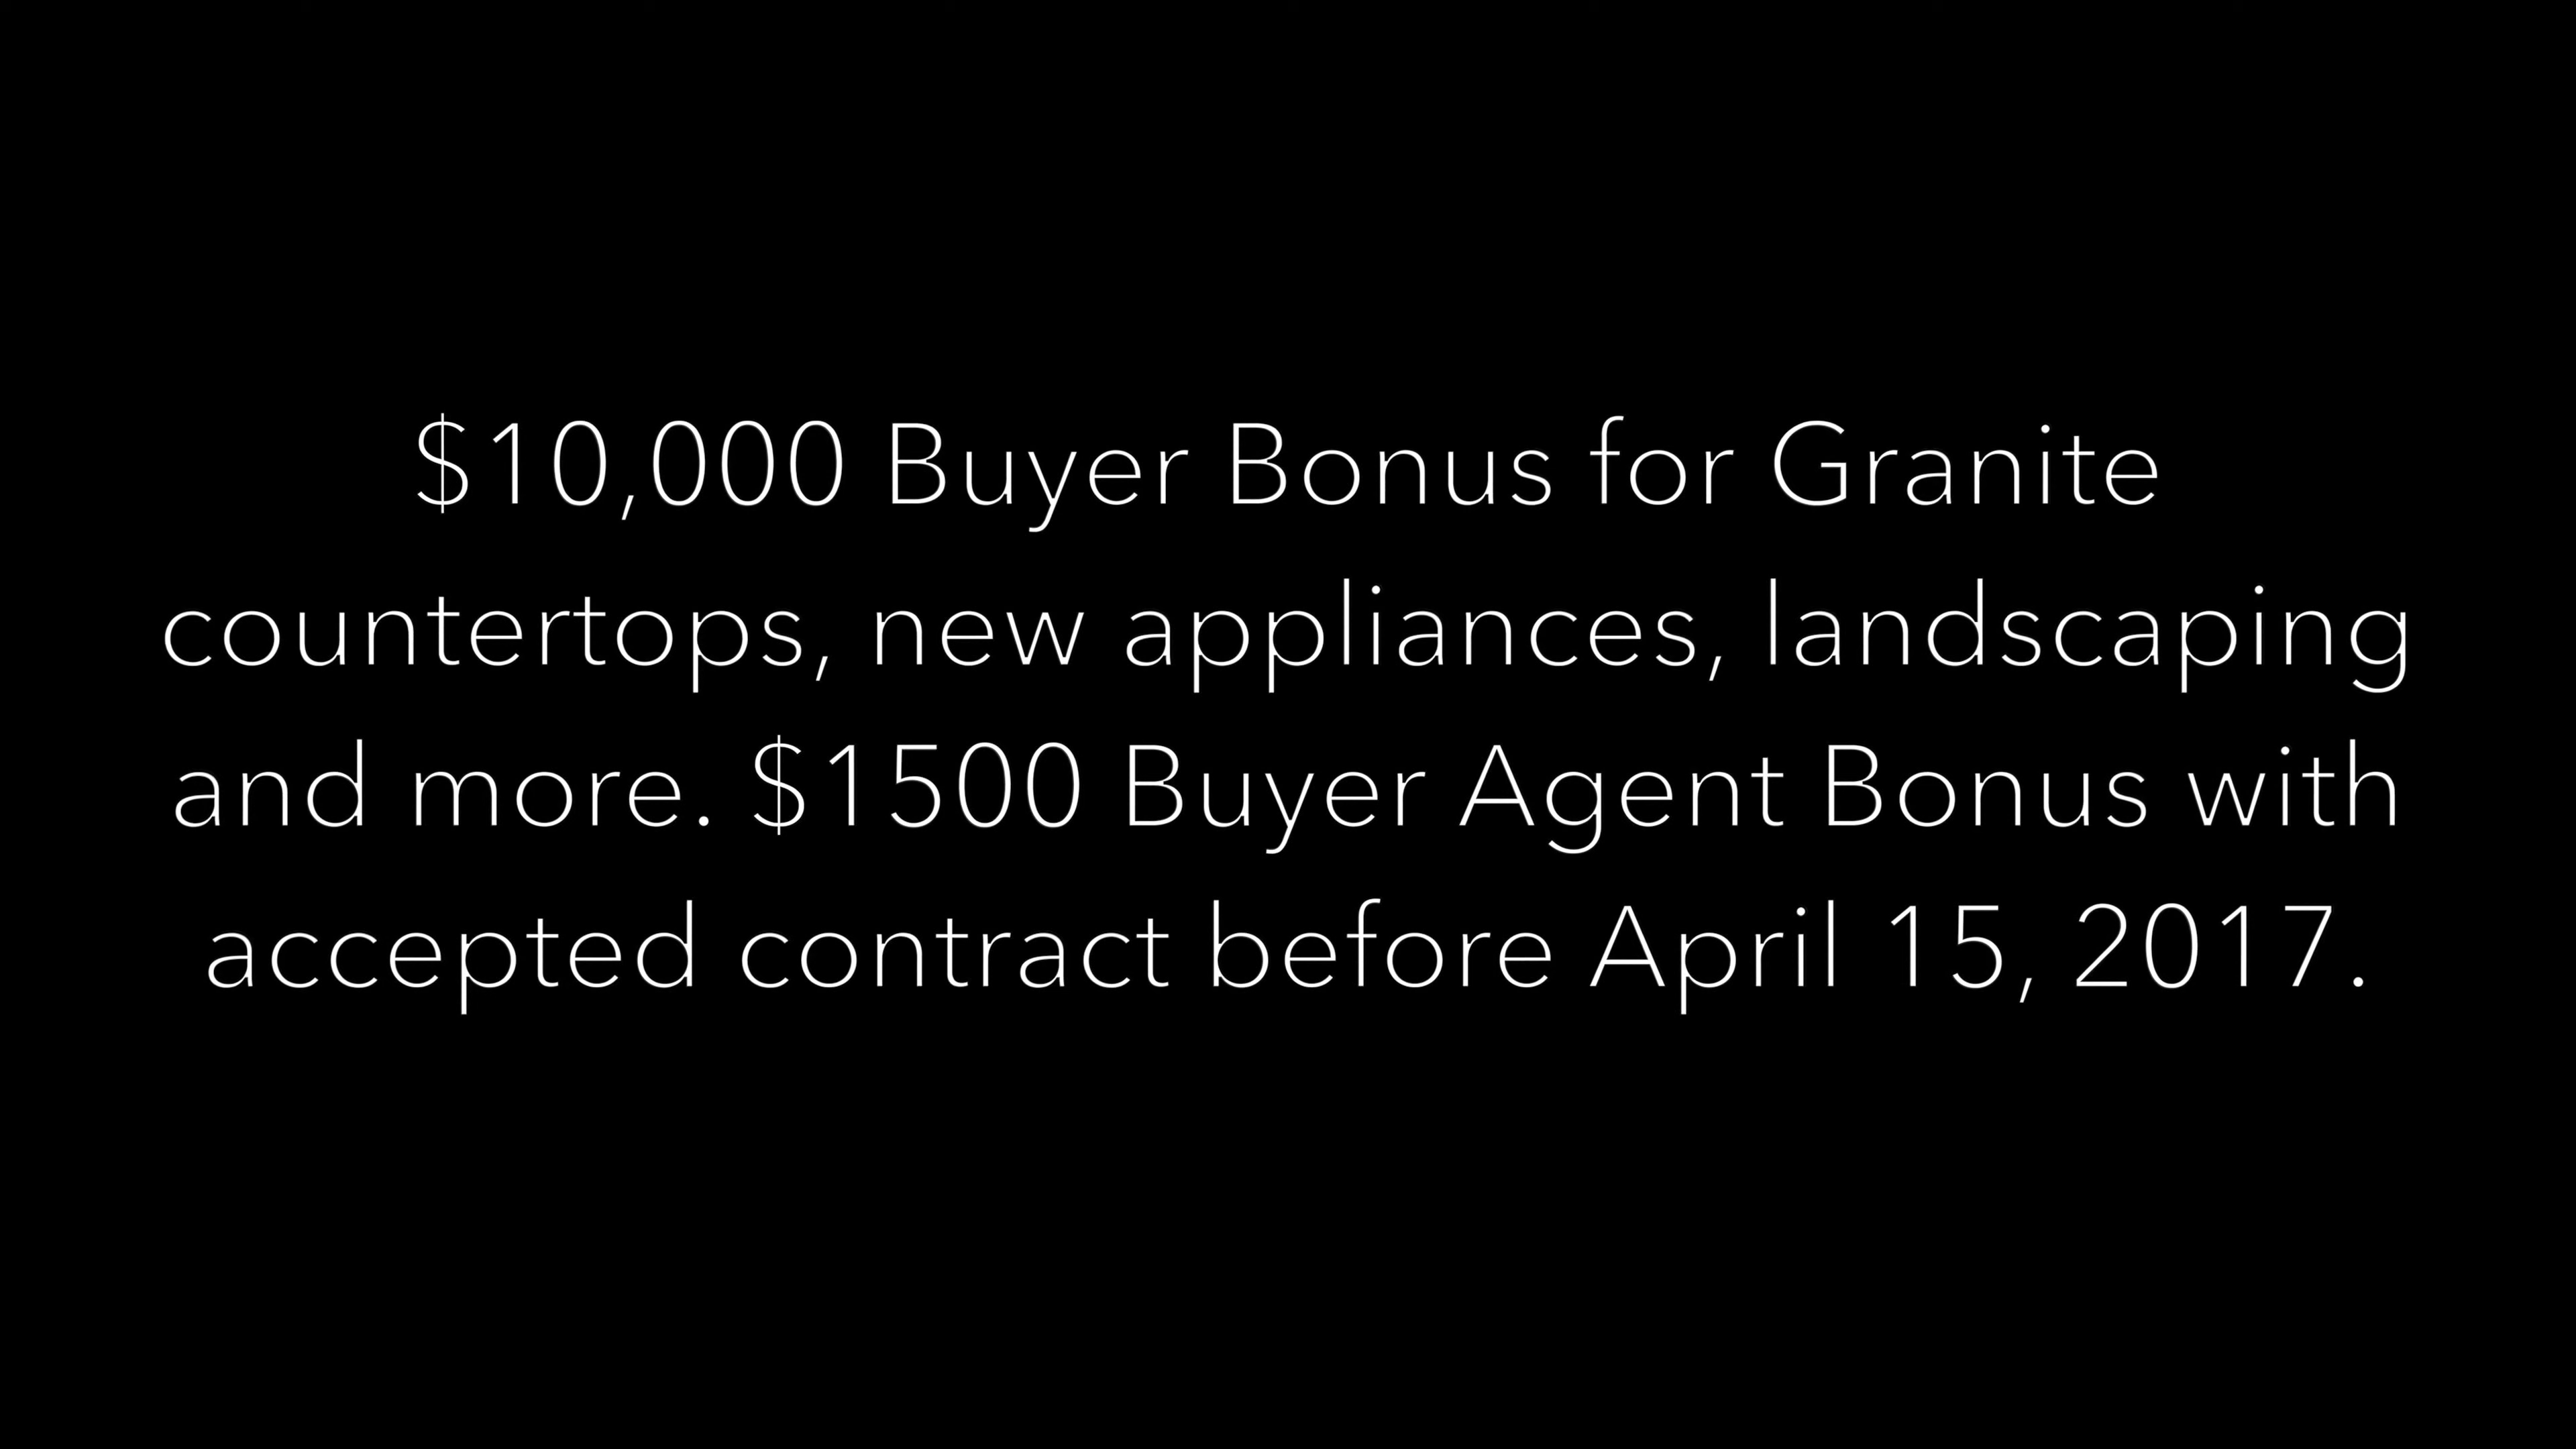 $10,000 Buyer Bonus for Granite
countertops, new appliances, landscaping
and more. $1500 Buyer Agent Bonus with
accepted contract before April 15, 2017.